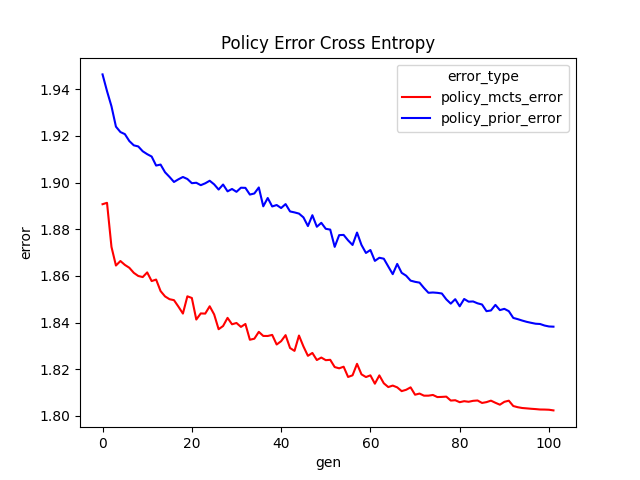 Policy Error Cross Entropy
error_type
policy_mcts_error
policy_prior_error
error
1.94
1.92
1.90
1.88
1.86
1.84
1.82
1.80
0 20 40 60 80 100
gen